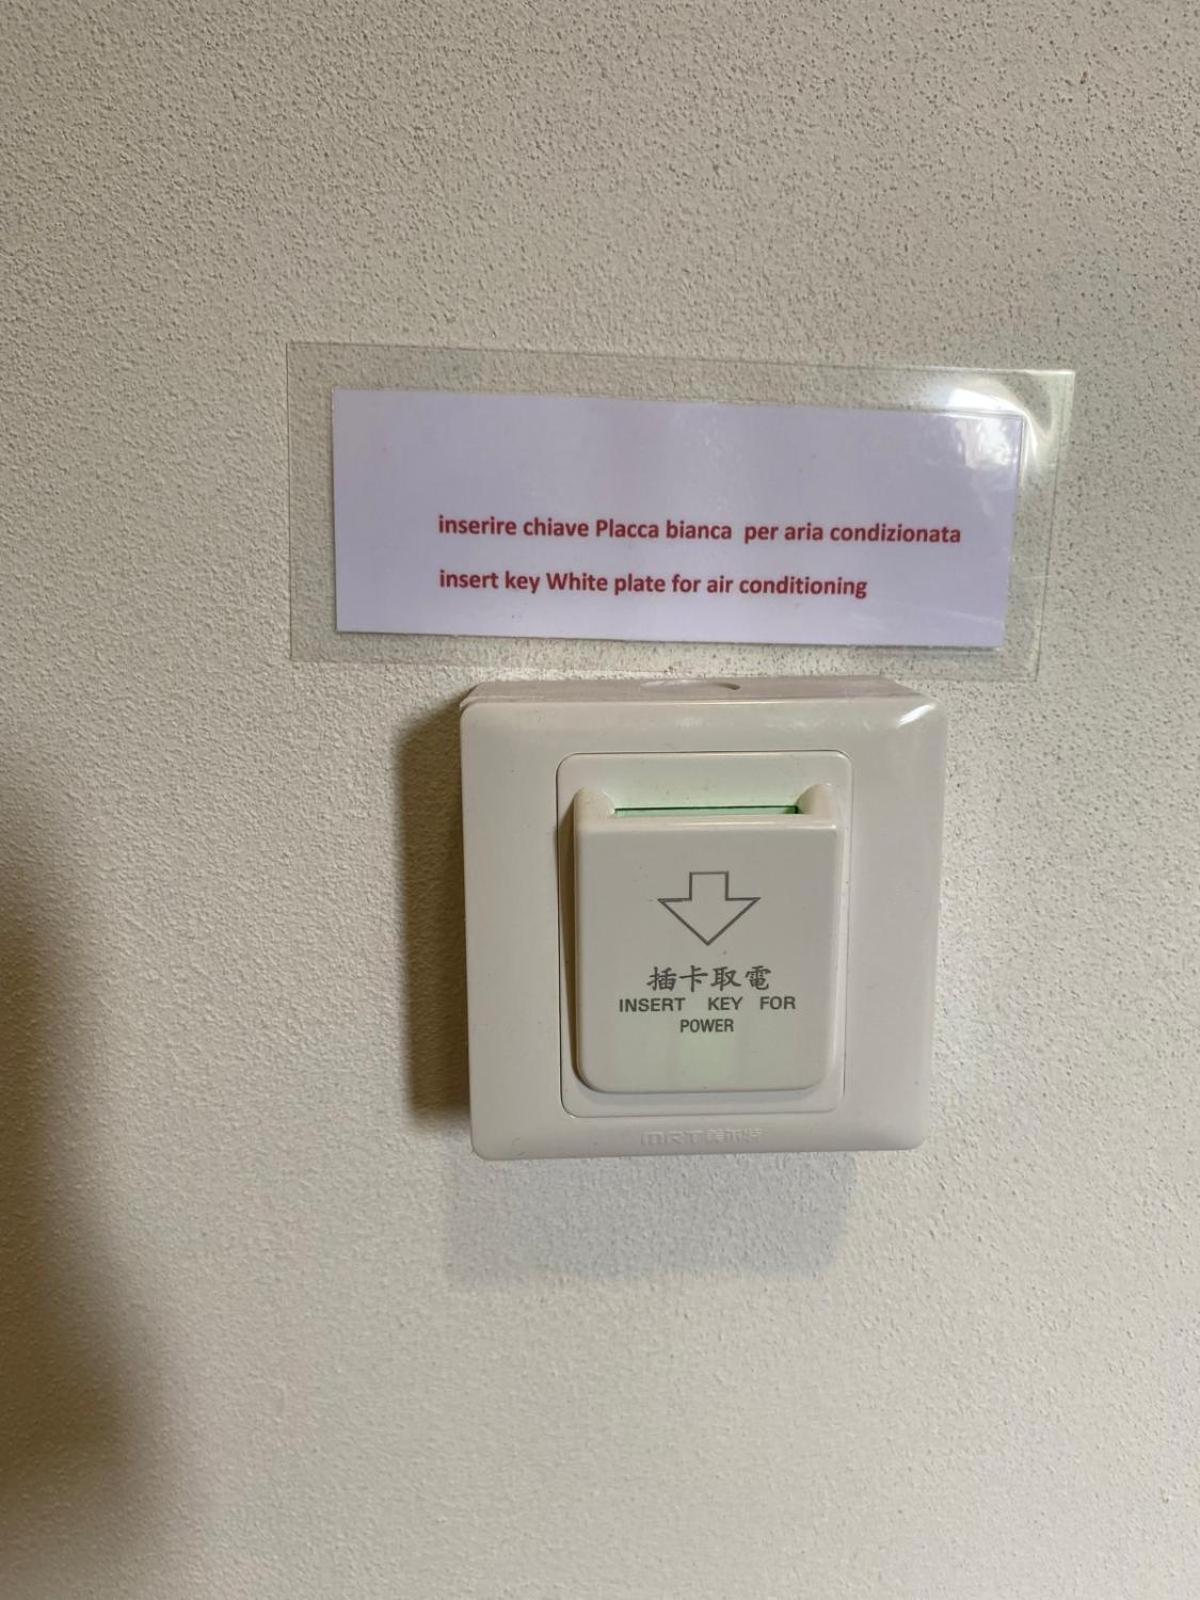 inserire chiave Placca bianca per aria condizionata
insert key White plate for air conditioning
插卡取電
INSERT KEY FOR
POWER